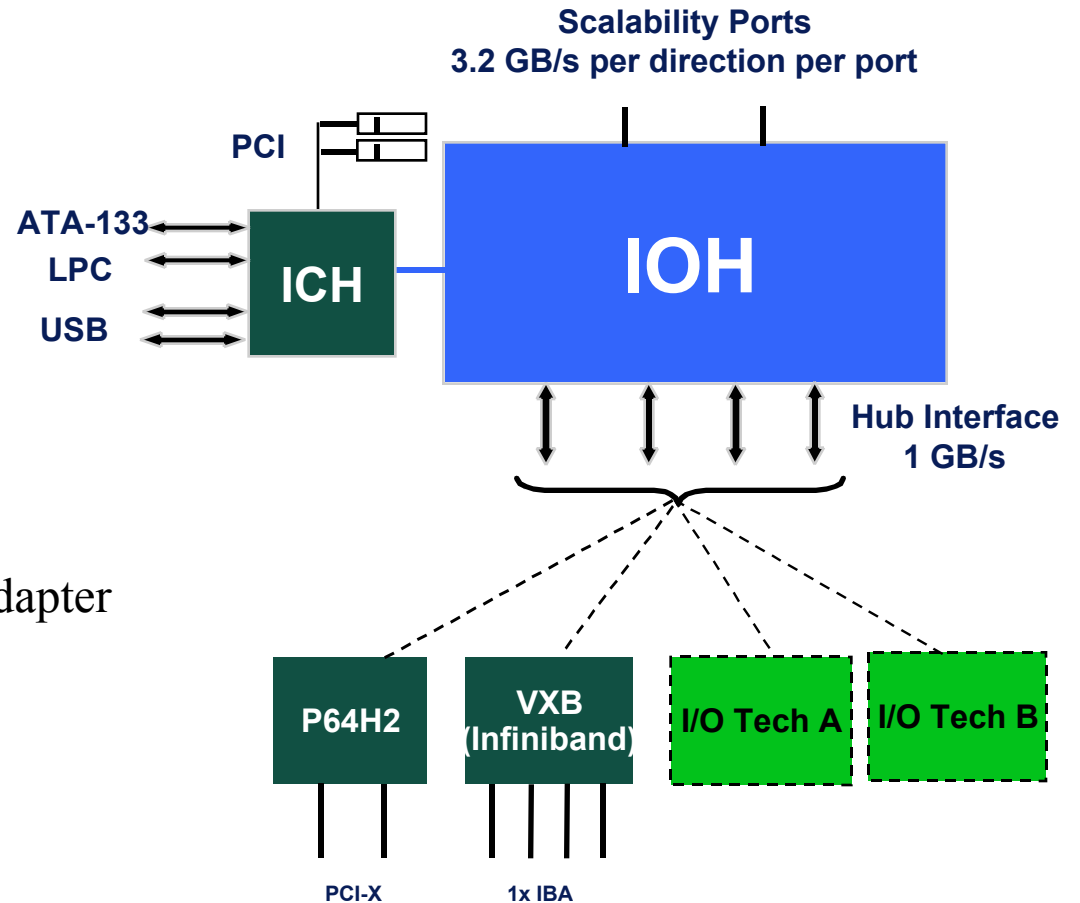 Scalability Ports
3.2 GB/s per direction per port
PCI
ATA-133
LPC
USB
ICH
IOH
Hub Interface
1 GB/s
dapter
P64H2
VXB
(Infiniband)
I/O Tech A
I/O Tech B
PCI-X
1x IBA